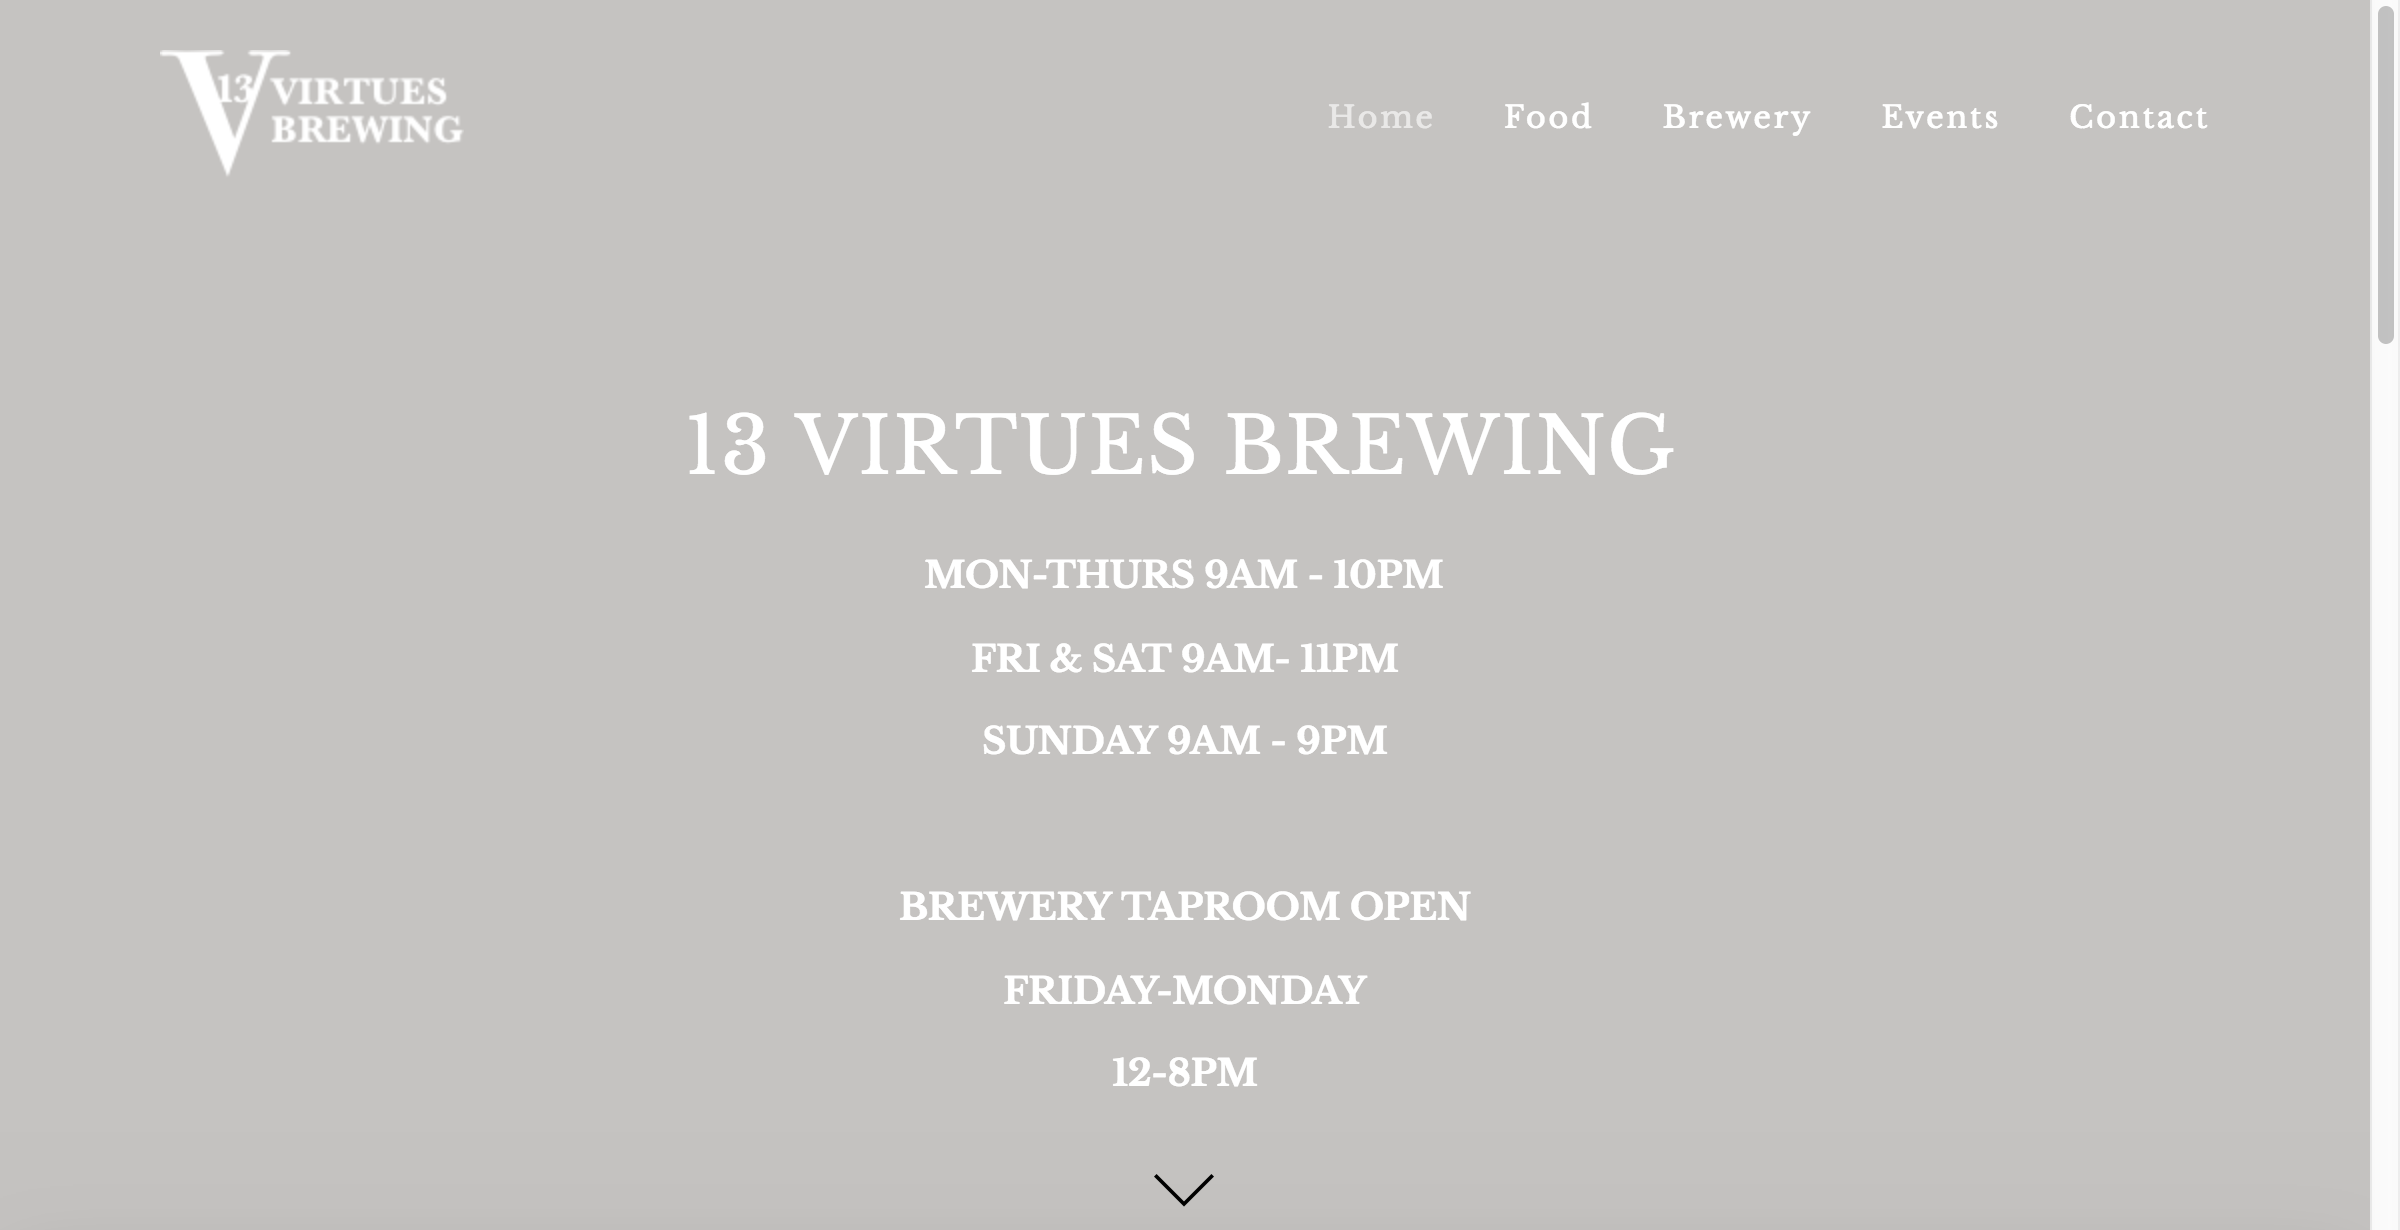 13 VIRTUES
BREWING
Home Food Brewery Events Contact
13 VIRTUES BREWING
MON-THURS 9AM - 10PM
FRI & SAT 9AM- 11PM
SUNDAY 9AM - 9PM
BREWERY TAPROOM OPEN
FRIDAY-MONDAY
12-8PM